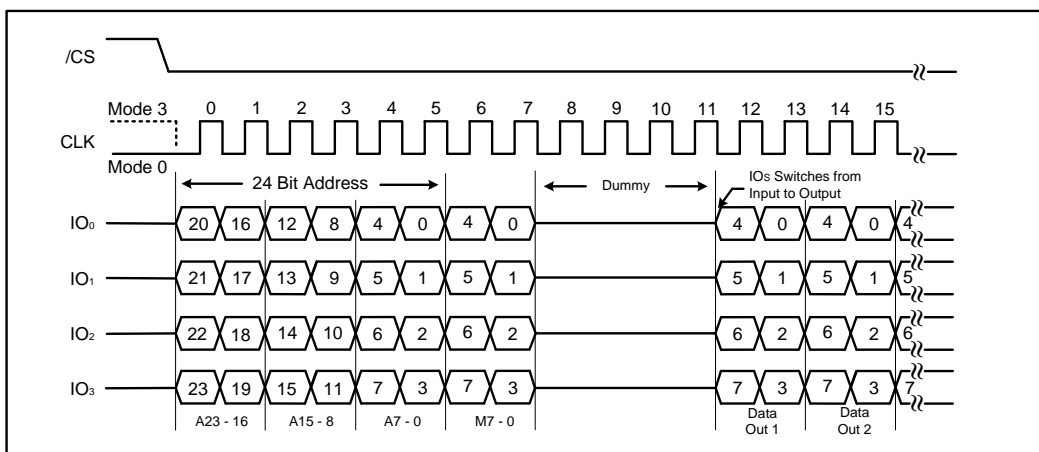 /CS
Mode 3
0 1 2 3 4 5 6 7 8 9 10 11 12 13 14 15
CLK
Mode 0
24 Bit Address
Dummy
IOs Switches from
Input to Output
IO0 20 16 12 8 4 0 4 0 4 0 4 0 4
IO1 21 17 13 9 5 1 5 1 5 1 5 1 5
IO2 22 18 14 10 6 2 6 2 6 2 6 2 6
IO3 23 19 15 11 7 3 7 3 7 3 7 3 7
A23 - 16 A15 - 8 A7 - 0 M7 - 0
Data
Out 1
Data
Out 2